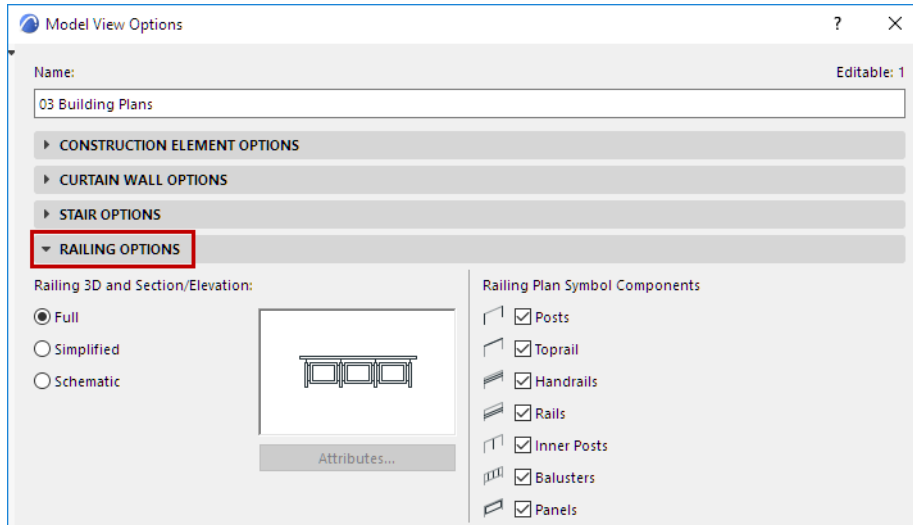 Model View Options
?
Name:
Editable: 1
03 Building Plans
CONSTRUCTION ELEMENT OPTIONS
CURTAIN WALL OPTIONS
STAIR OPTIONS
RAILING OPTIONS
Railing 3D and Section/Elevation:
Full
Simplified
Schematic
Attributes...
Railing Plan Symbol Components
Posts
Toprail
Handrails
Rails
Inner Posts
Balusters
Panels